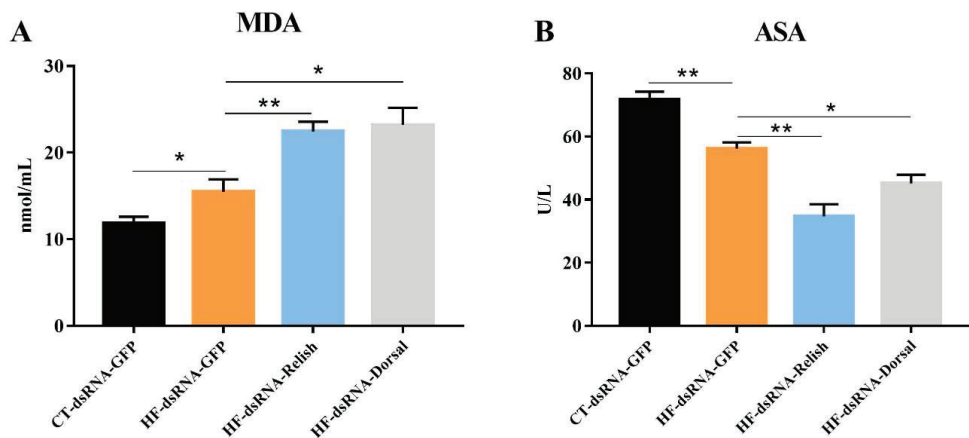 A
MDA
nmol/mL
30
20
10
0
*
**
*
CT-dsRNA-GFP
HF-dsRNA-GFP
HF-dsRNA-Relish
HF-dsRNA-Dorsal
B
ASA
U/L
80
60
40
20
0
**
*
**
CT-dsRNA-GFP
HF-dsRNA-GFP
HF-dsRNA-Relish
HF-dsRNA-Dorsal